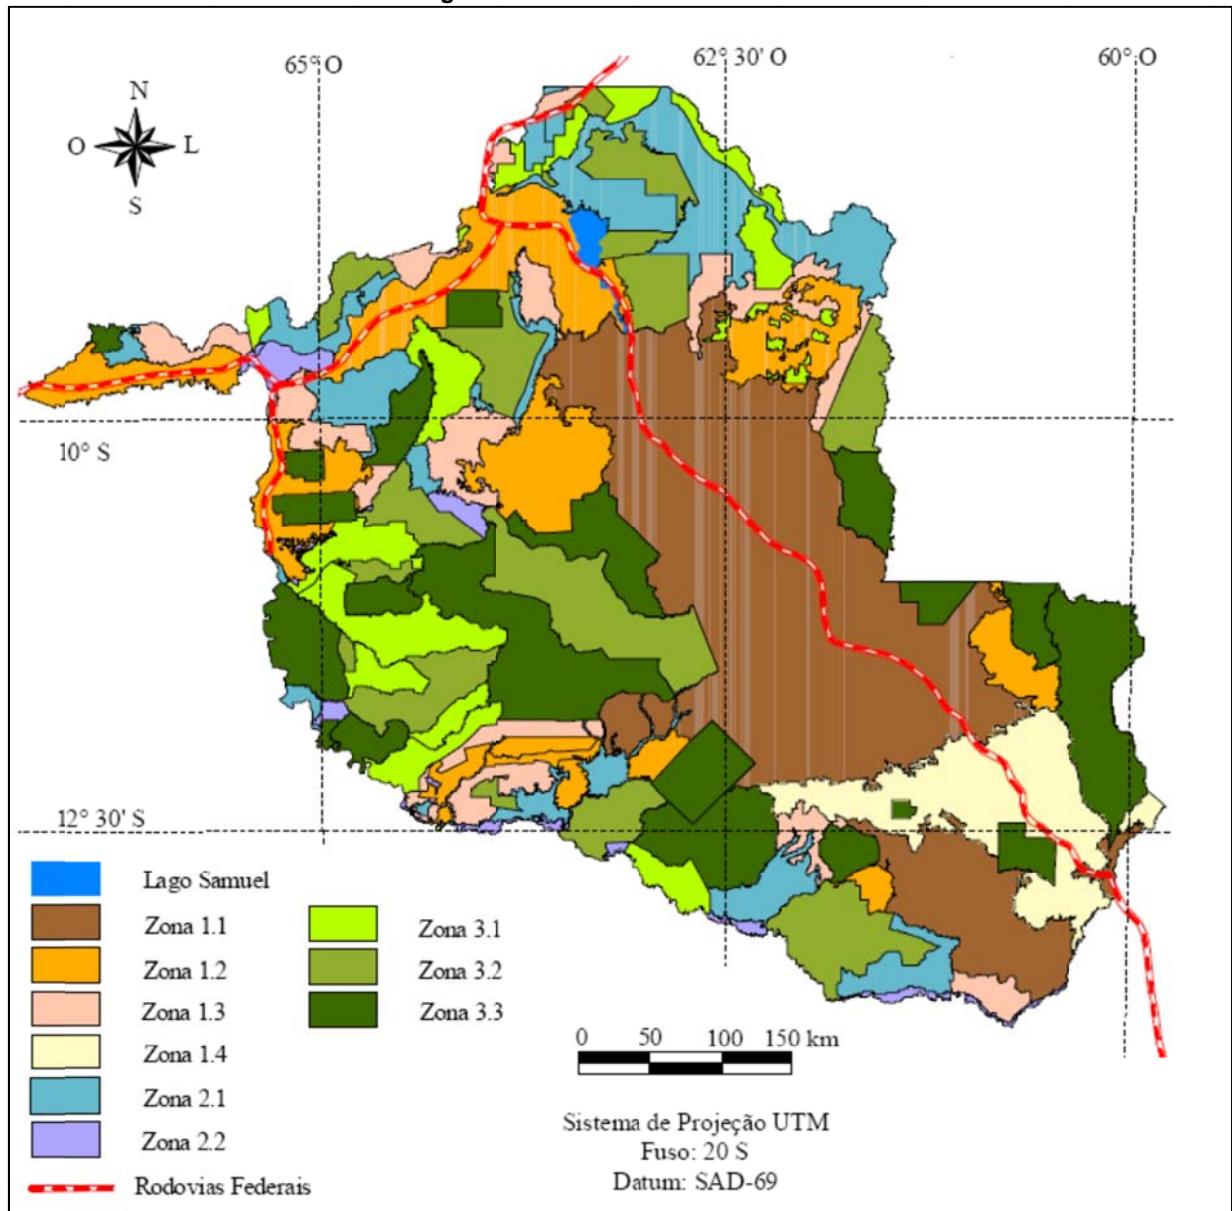 65° O
62° 30' O
60° O
N
O L
S
10° S
12° 30' S
Lago Samuel
Zona 1.1
Zona 1.2
Zona 1.3
Zona 1.4
Zona 2.1
Zona 2.2
Rodovias Federais
Zona 3.1
Zona 3.2
Zona 3.3
0 50 100 150 km
Sistema de Projeção UTM
Fuso: 20 S
Datum: SAD-69